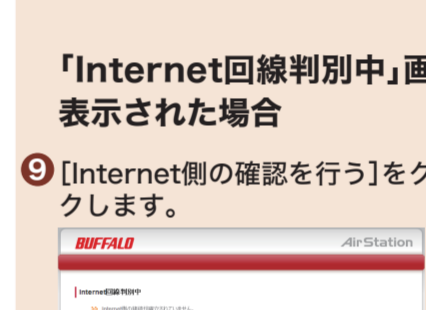 「Internet回線判別中」画
表示された場合
9 [Internet側の確認を行う]をク
クします。
BUFFALO AirStation
Internet回線判別中